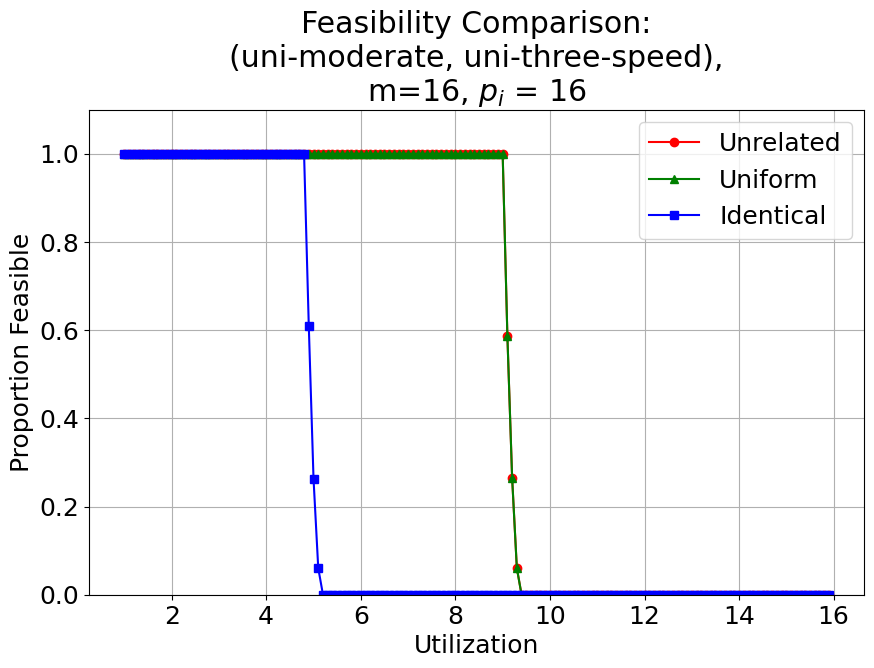 Feasibility Comparison:
(uni-moderate, uni-three-speed),
m=16, $p_i$ = 16
Unrelated
Uniform
Identical
Proportion Feasible
1.0
0.8
0.6
0.4
0.2
0.0
2 4 6 8 10 12 14 16
Utilization